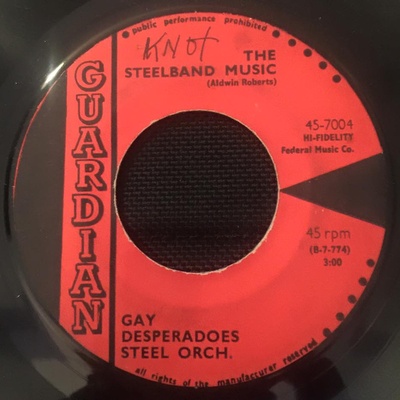 public performance prohibited
KNOX
THE
STEELBAND MUSIC
(Aldwin Roberts)
GUARDIAN
45-7004
HI-FIDELITY
Federal Music Co.
45 rpm
(B-7-774)
3:00
GAY
DESPERADOES
STEEL ORCH.
all rights of the manufacturer reserved